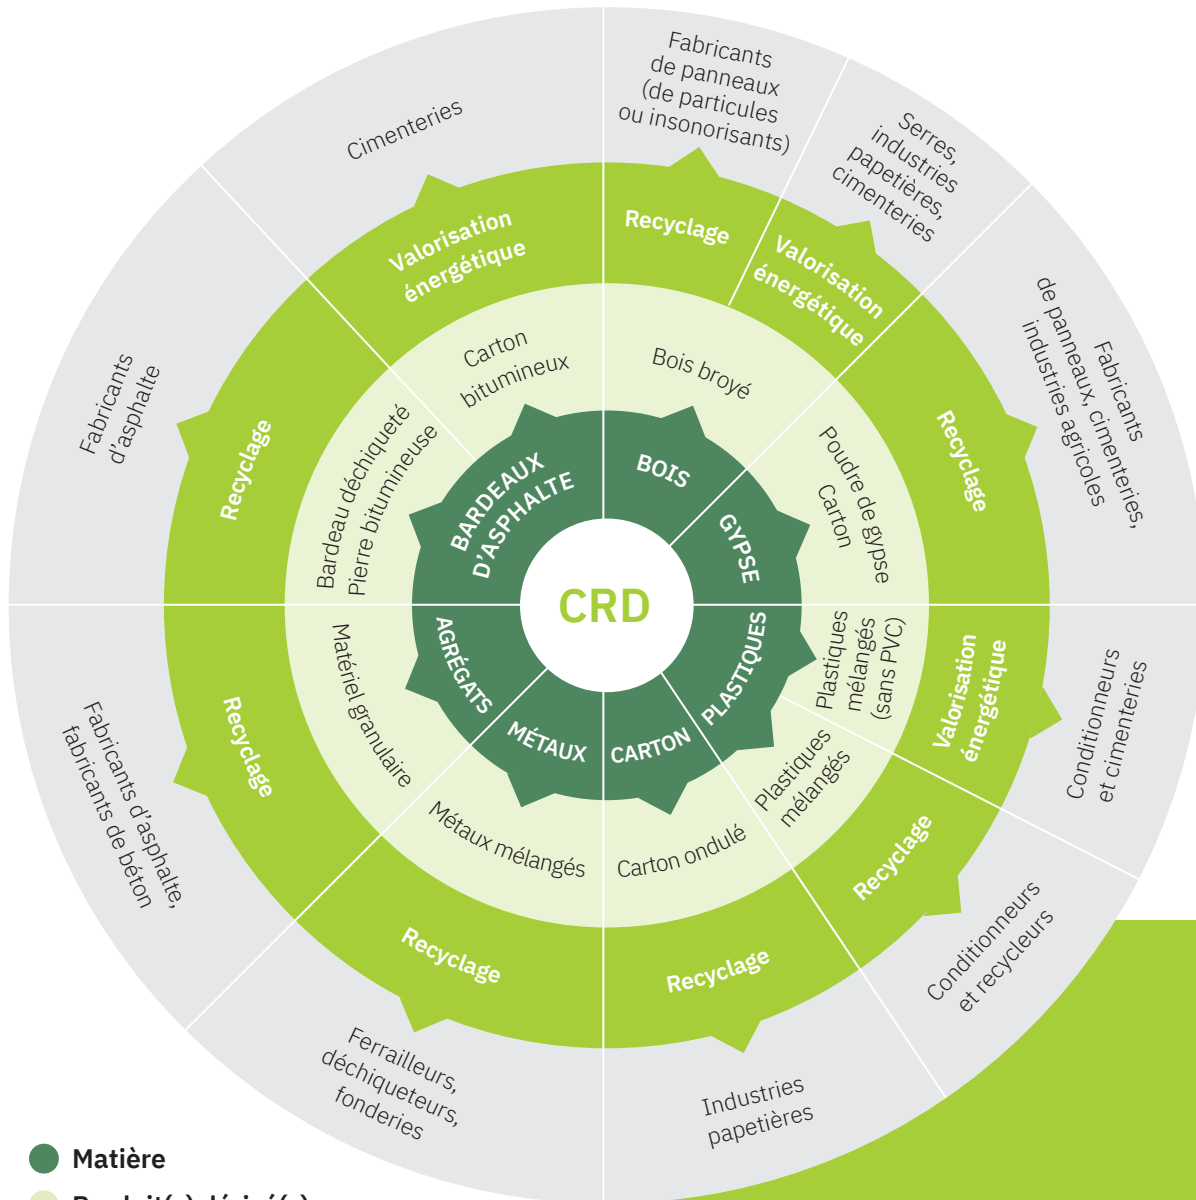 CRD
BOIS
Bois broyé
Recyclage
Fabricants
de panneaux
(de particules
ou insonorisants)
Valorisation
énergétique
Serres,
industries
papetières,
cimenteries
GYPSE
Poudre de gypse
Carton
Recyclage
Fabricants
de panneaux, cimenteries,
industries agricoles
PLASTIQUES
Plastiques
mélangés
(sans PVC)
Valorisation
énergétique
Conditionneurs
et cimenteries
Plastiques
mélangés
Recyclage
Conditionneurs
et recycleurs
CARTON
Carton ondulé
Recyclage
Industries
papetières
MÉTAUX
Métaux mélangés
Recyclage
Ferrailleurs,
déchiqueteurs,
fonderies
AGRÉGATS
Matériel granulaire
Recyclage
Fabricants d'asphalte,
fabricants de béton
BARDEAUX
D'ASPHALTE
Bardeau déchiqueté
Pierre bitumineuse
Recyclage
Fabricants
d'asphalte
Carton
bitumineux
Valorisation
énergétique
Cimenteries
Matière
Produit(s) dérivé(s)